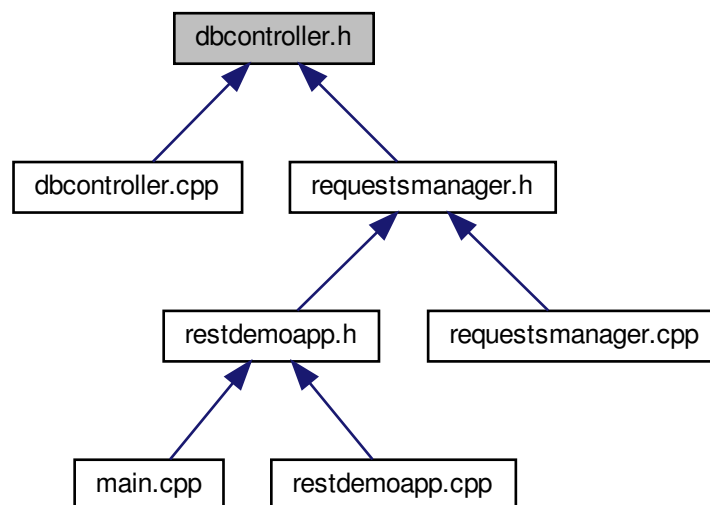 dbcontroller.h
dbcontroller.cpp
requestsmanager.h
restdemoapp.h
requestsmanager.cpp
main.cpp
restdemoapp.cpp